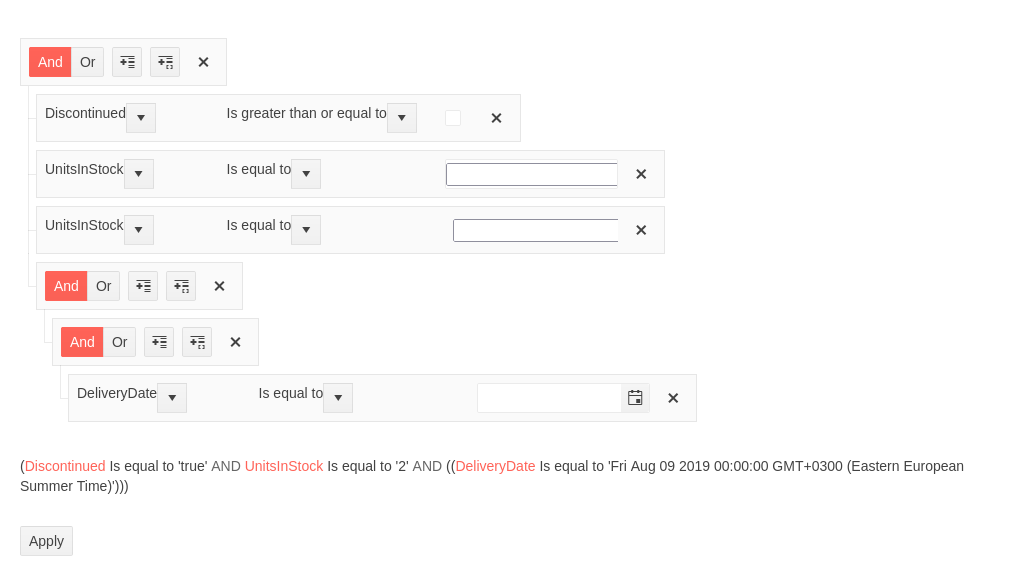 And Or
Discontinued Is greater than or equal to
UnitsInStock Is equal to
UnitsInStock Is equal to
And Or
And Or
DeliveryDate Is equal to
(Discontinued Is equal to 'true' AND UnitsInStock Is equal to '2' AND ((DeliveryDate Is equal to 'Fri Aug 09 2019 00:00:00 GMT+0300 (Eastern European
Summer Time)')))
Apply